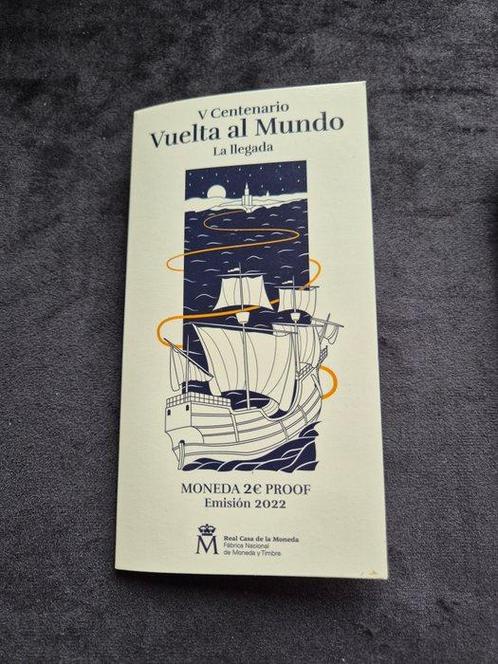 V Centenario
Vuelta al Mundo
La llegada
MONEDA 2€ PROOF
Emisión 2022
M
Real Casa de la Moneda
Fábrica Nacional
de Moneda y Timbre